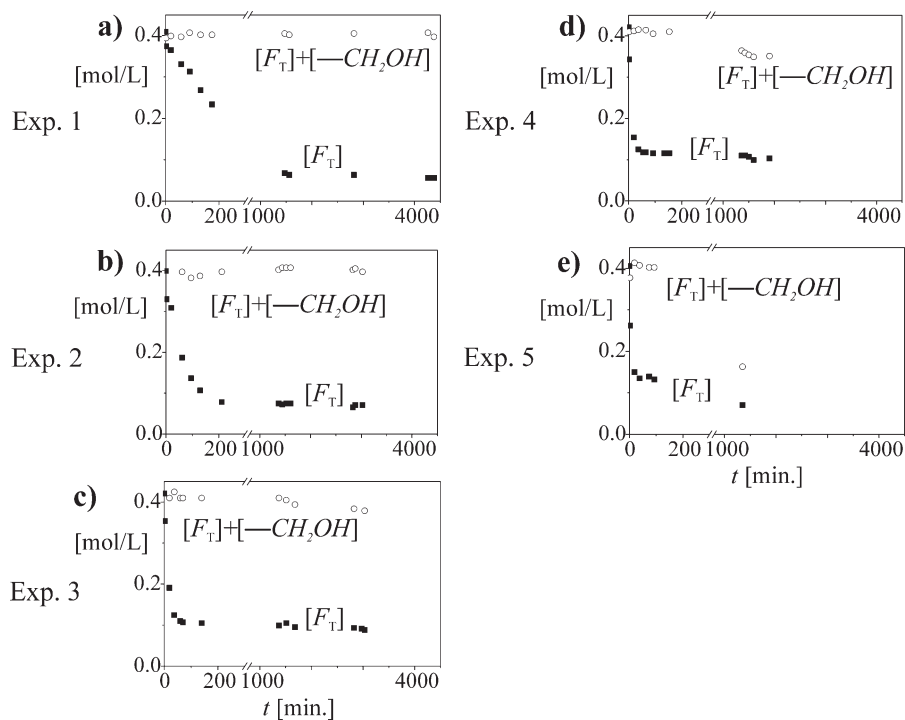 a)
0.4
[mol/L]
[F_T]+[—CH₂OH]
Exp. 1
0.2
[F_T]
0.0
0 200 1000 4000
b)
0.4
[mol/L]
[F_T]+[—CH₂OH]
Exp. 2
0.2
[F_T]
0.0
0 200 1000 4000
c)
0.4
[mol/L]
[F_T]+[—CH₂OH]
Exp. 3
0.2
[F_T]
0.0
0 200 1000 4000
t [min.]
d)
0.4
[mol/L]
[F_T]+[—CH₂OH]
Exp. 4
0.2
[F_T]
0.0
0 200 1000 4000
e)
0.4
[mol/L]
[F_T]+[—CH₂OH]
Exp. 5
0.2
[F_T]
0.0
0 200 1000 4000
t [min.]